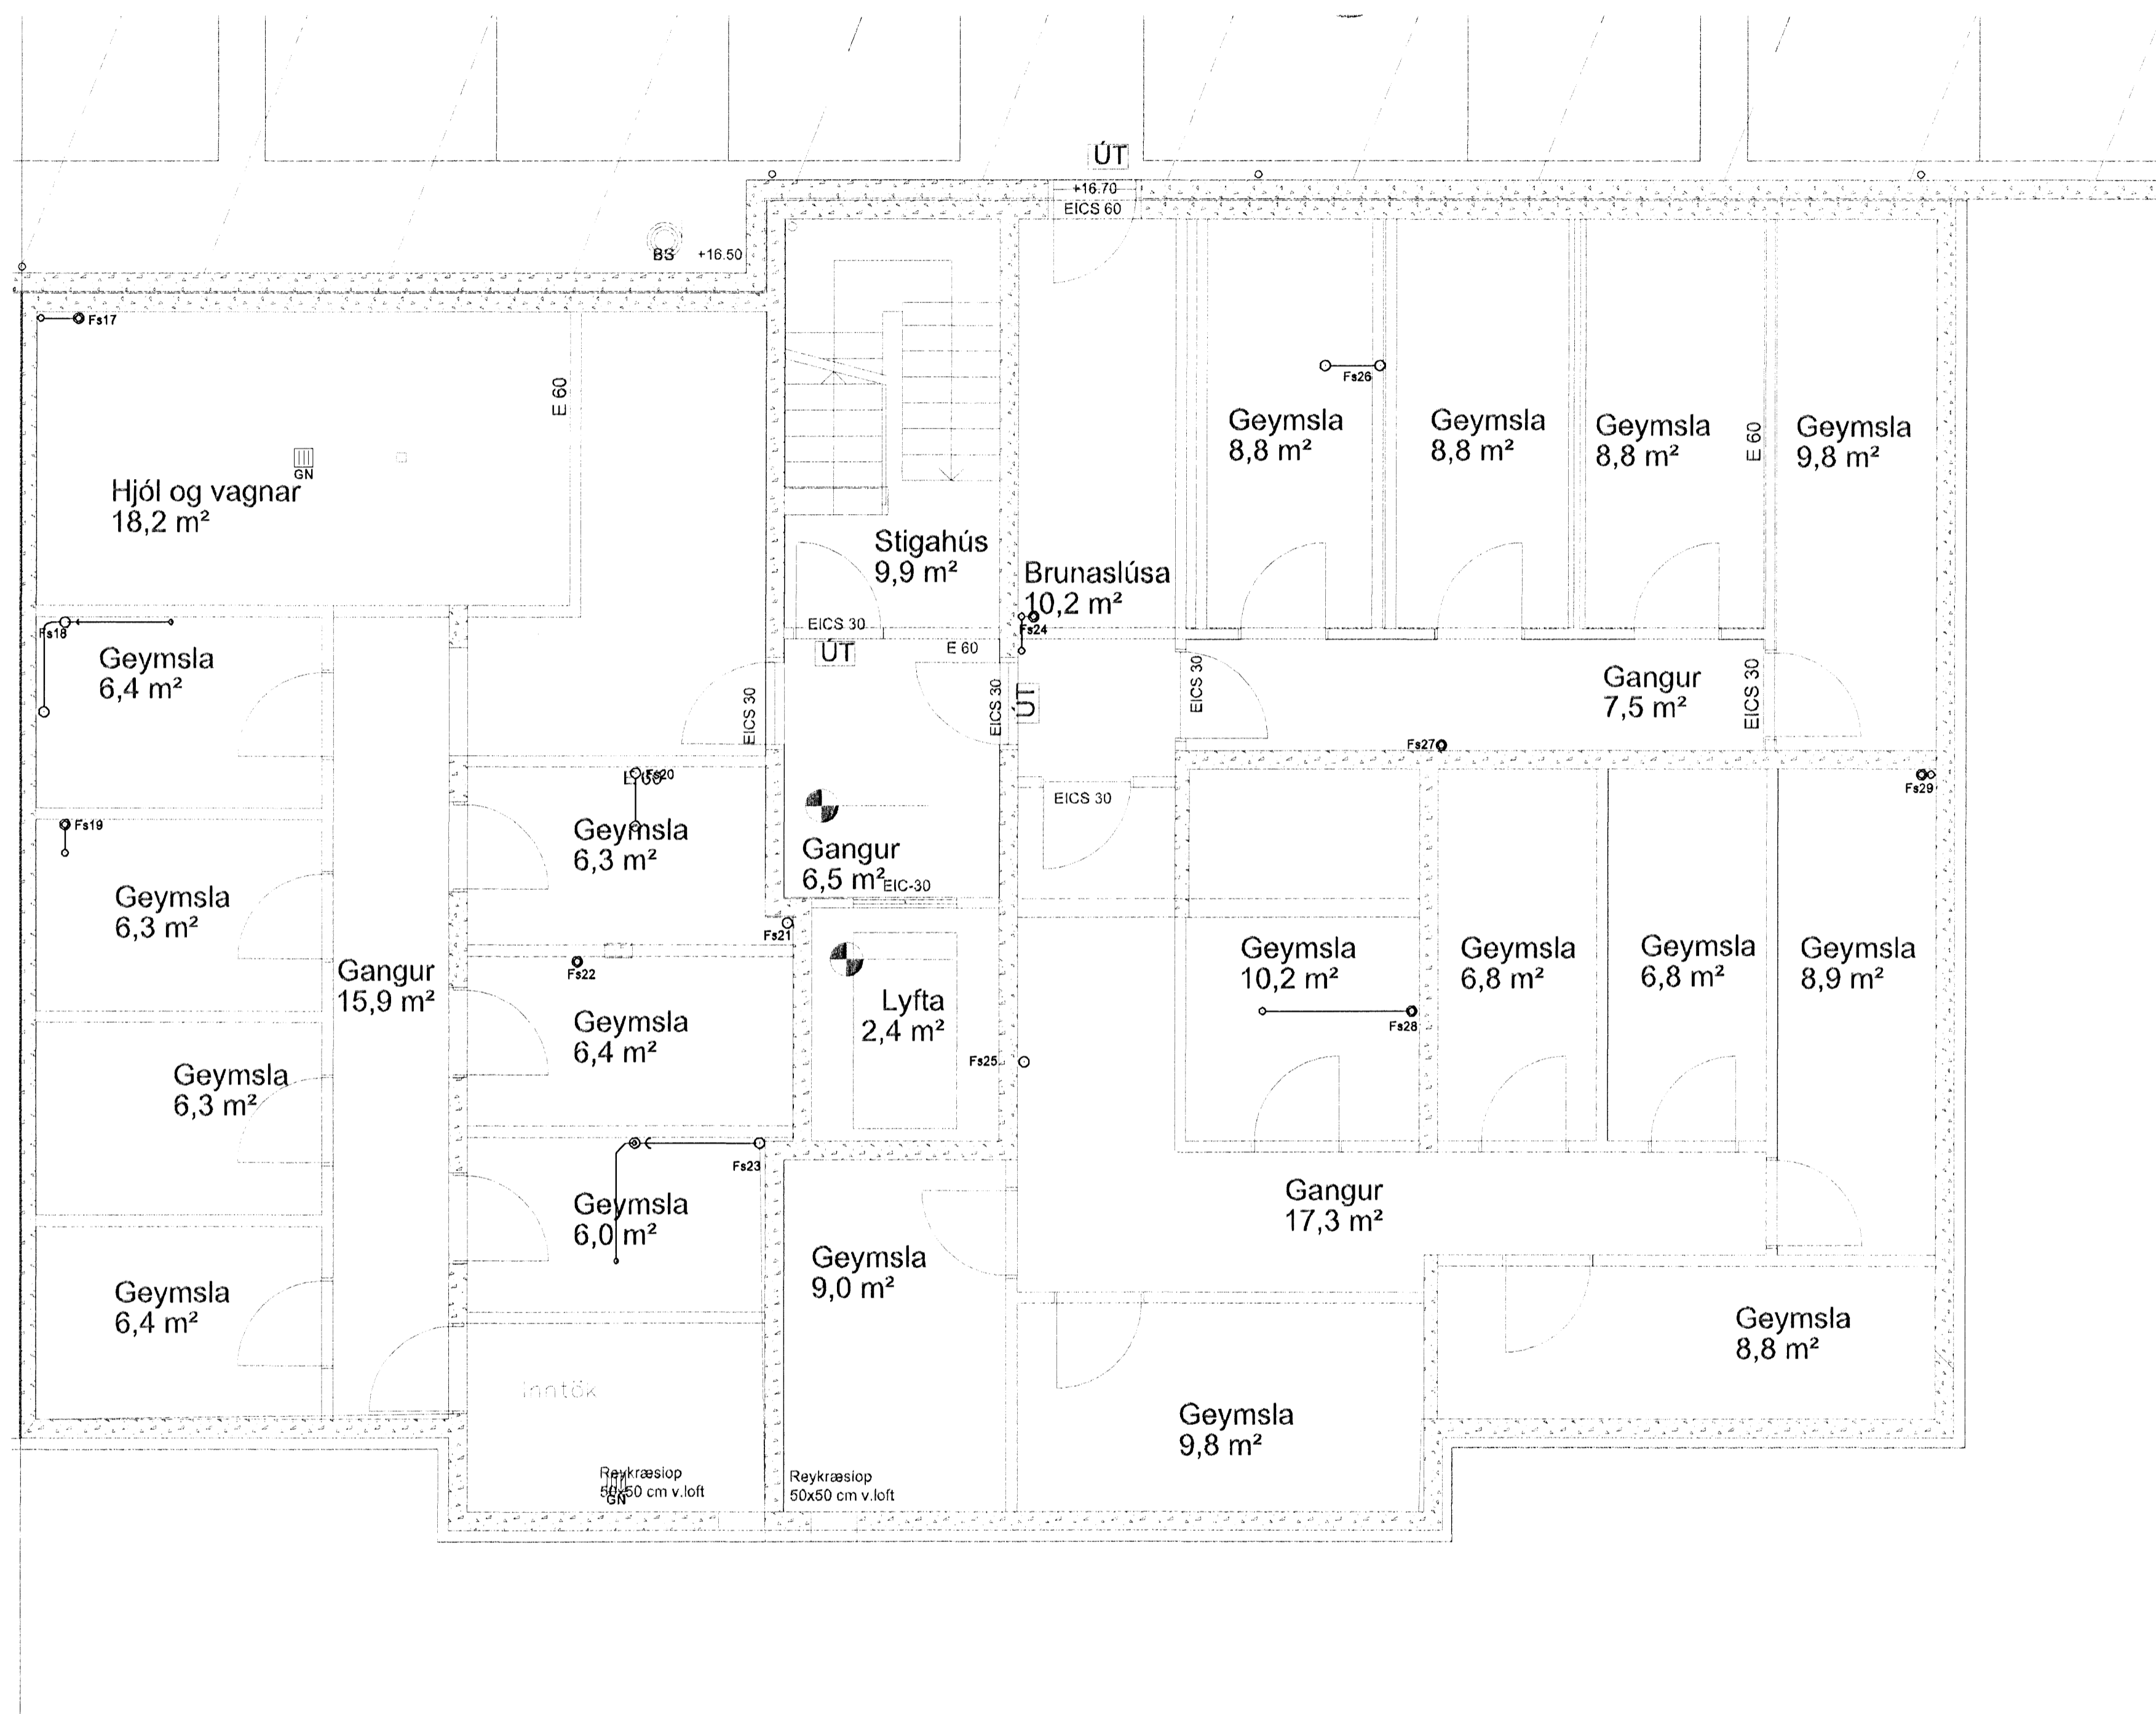 ÚT
+16.70
EICS 60
BS
+16.50
Fs17
E 60
Fs26
Geymsla
8,8 m²
Geymsla
8,8 m²
Geymsla
8,8 m²
E 60
Geymsla
9,8 m²
GN
Hjól og vagnar
18,2 m²
Stigahús
9,9 m²
Brunaslúsa
10,2 m²
Fs24
EICS 30
ÚT
E 60
Fs18
Geymsla
6,4 m²
EICS 30
EICS 30
ÚT
EICS 30
Gangur
7,5 m²
EICS 30
Fs27
Fs20
Fs29
EICS 30
Fs19
Geymsla
6,3 m²
Gangur
6,5 m²
EIC-30
Geymsla
6,3 m²
Fs21
Fs22
Gangur
15,9 m²
Geymsla
10,2 m²
Geymsla
6,8 m²
Geymsla
6,8 m²
Geymsla
8,9 m²
Lyfta
2,4 m²
Geymsla
6,4 m²
Fs28
Fs25
Geymsla
6,3 m²
Fs23
Geymsla
6,0 m²
Gangur
17,3 m²
Geymsla
9,0 m²
Geymsla
6,4 m²
Geymsla
8,8 m²
inntök
Geymsla
9,8 m²
Reykræsiop
50x50 cm v.loft
GN
Reykræsiop
50x50 cm v.loft